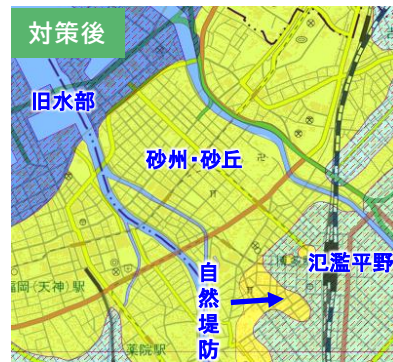 対策後
旧水部
砂州・砂丘
氾濫平野
自然堤防
福岡(天神)駅
薬院駅